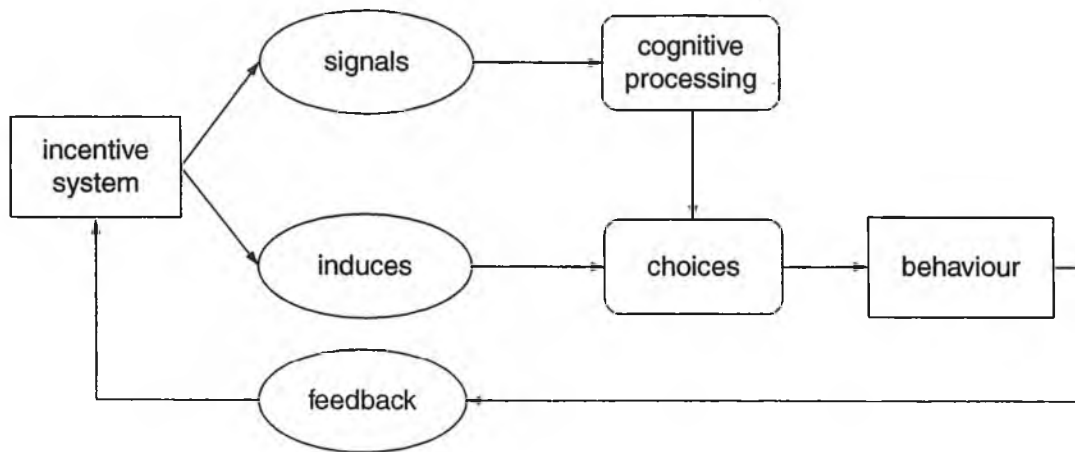 signals
cognitive
processing
incentive
system
induces
choices
behaviour
feedback